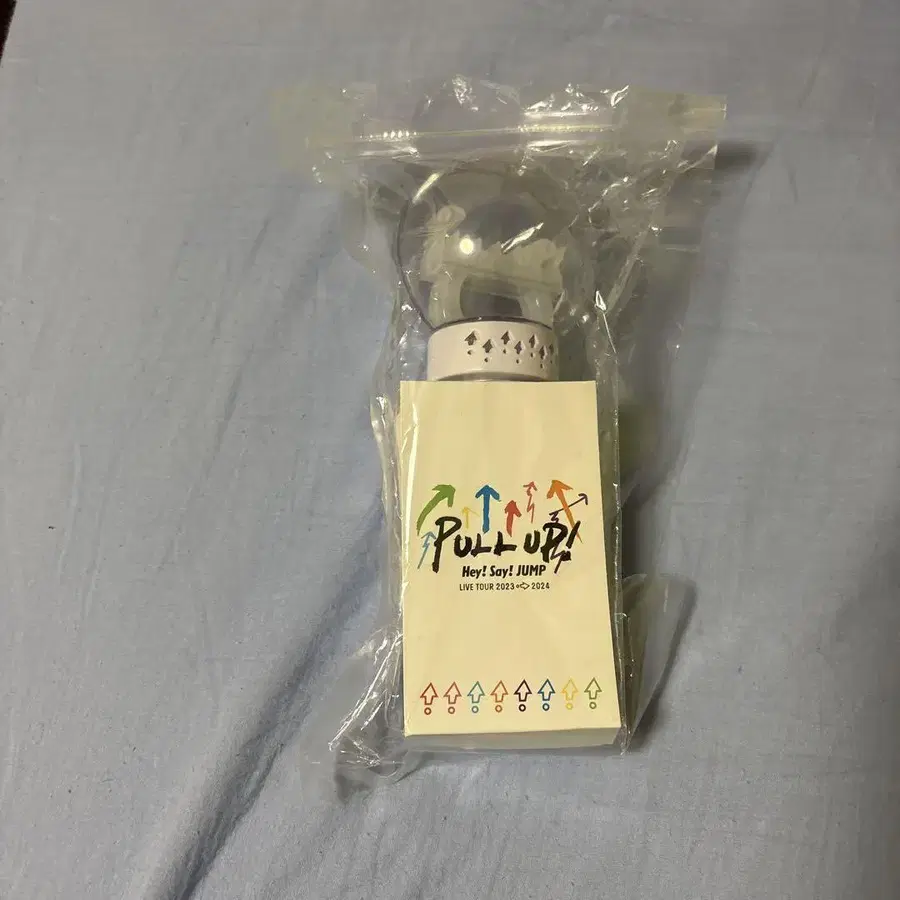 PULL UP!
Hey! Say! JUMP
LIVE TOUR 2023 2024